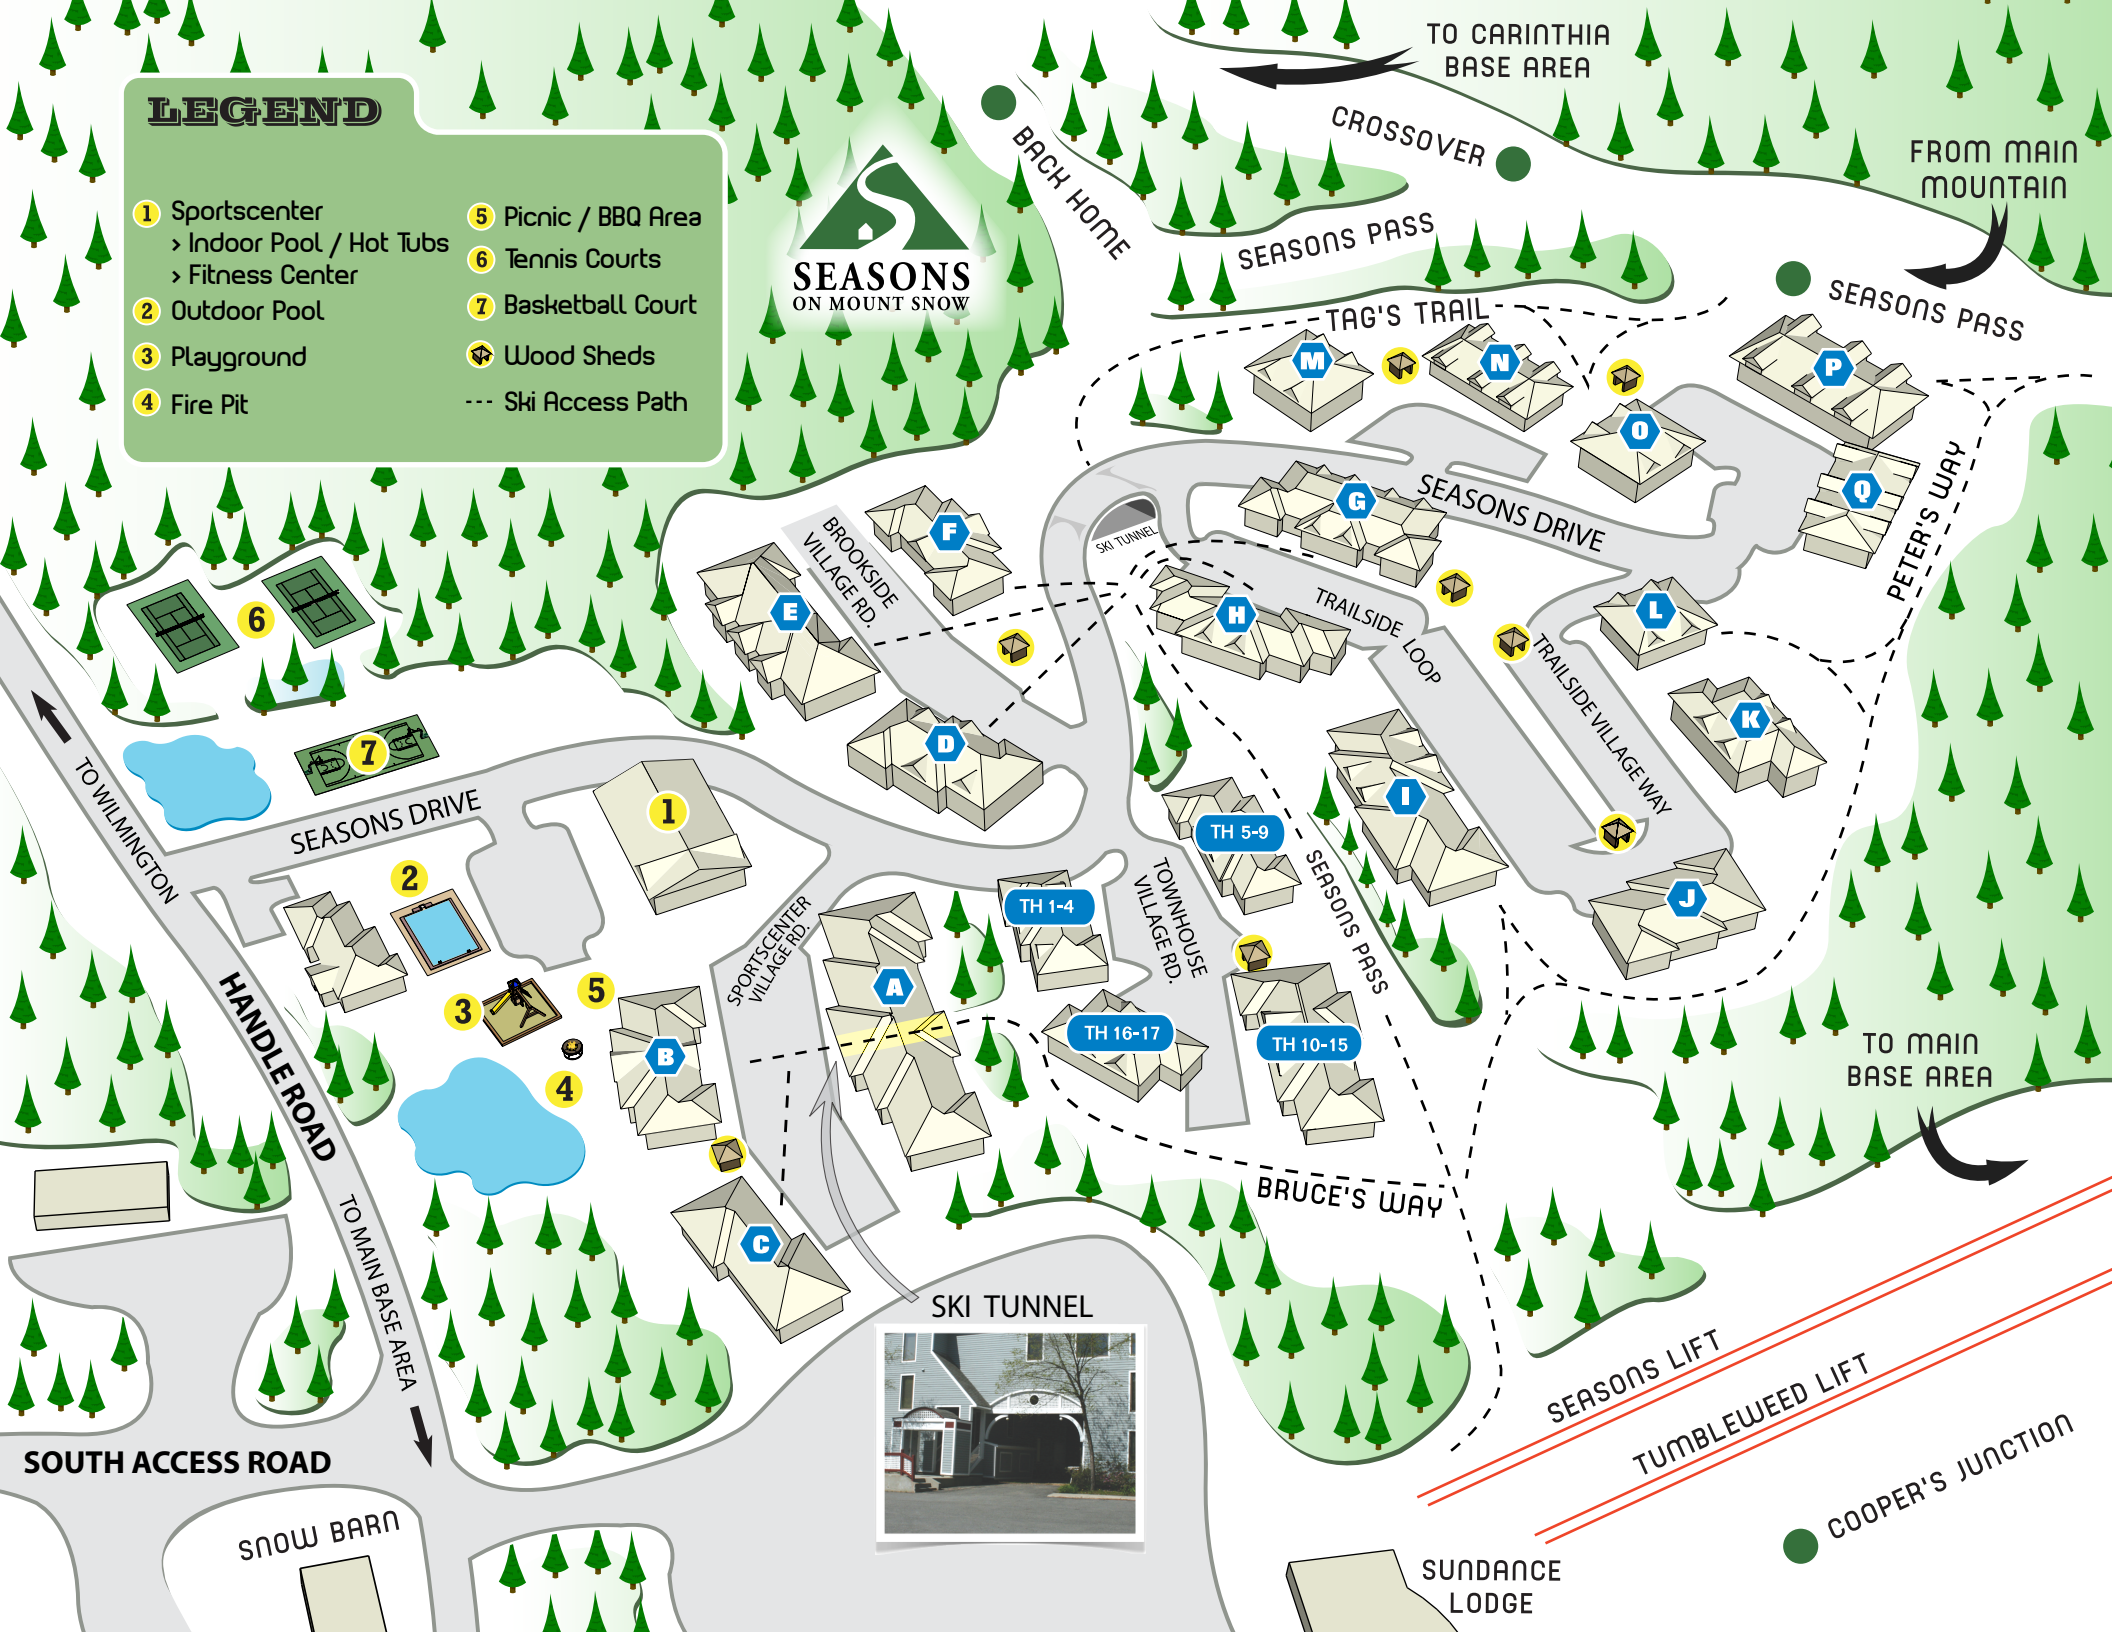 LEGEND
1 Sportscenter
› Indoor Pool / Hot Tubs
› Fitness Center
2 Outdoor Pool
3 Playground
4 Fire Pit
5 Picnic / BBQ Area
6 Tennis Courts
7 Basketball Court
Wood Sheds
--- Ski Access Path
SEASONS
ON MOUNT SNOW
TO CARINTHIA
BASE AREA
CROSSOVER
BACK HOME
SEASONS PASS
FROM MAIN
MOUNTAIN
SEASONS PASS
TAG'S TRAIL
M
N
O
P
Q
G
SEASONS DRIVE
PETER'S WAY
SKI TUNNEL
F
BROOKSIDE
VILLAGE RD.
E
H
TRAILSIDE
LOOP
L
TRAILSIDE VILLAGE WAY
K
D
I
J
6
7
TO WILMINGTON
SEASONS DRIVE
1
2
3
4
5
TH 5-9
SEASONS PASS
TH 1-4
TOWNHOUSE
VILLAGE RD.
SPORTSCENTER
VILLAGE RD.
A
B
C
TH 16-17
TH 10-15
HANDLE ROAD
TO MAIN BASE AREA
TO MAIN
BASE AREA
BRUCE'S WAY
SKI TUNNEL
SEASONS LIFT
TUMBLEWEED LIFT
COOPER'S JUNCTION
SOUTH ACCESS ROAD
SNOW BARN
SUNDANCE
LODGE